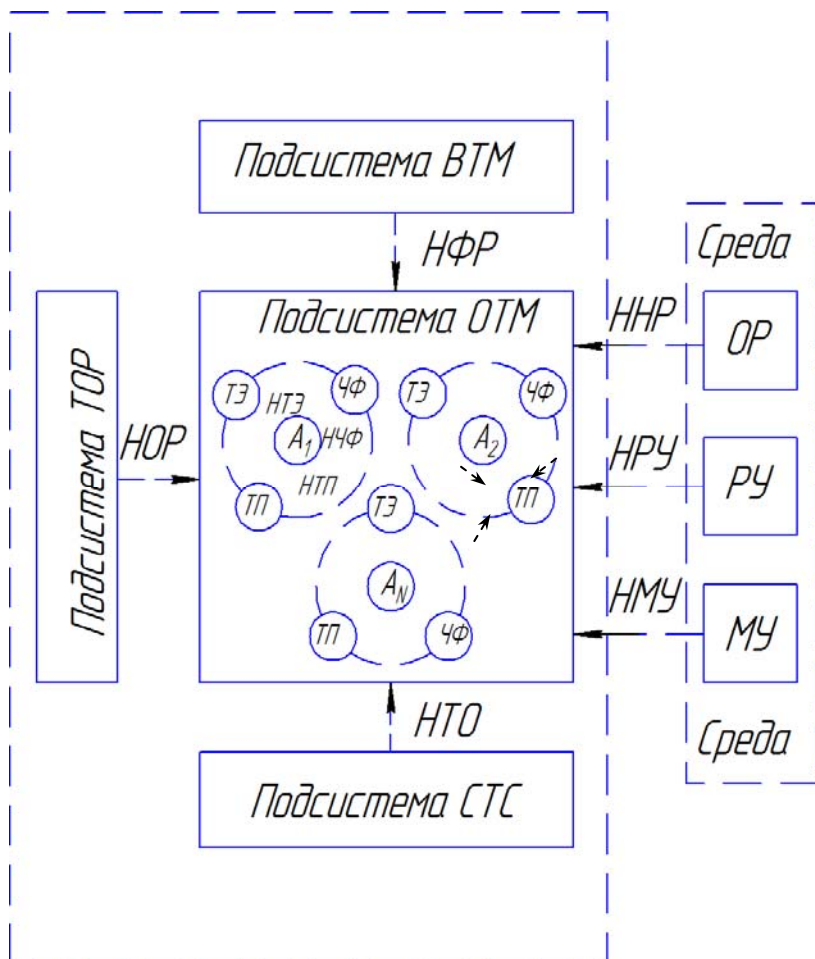 Подсистема ВТМ
НФР
Среда
Подсистема ОТМ
ННР
ОР
ТЭ
НТЭ
ЧФ
А1
НЧФ
НТП
ТП
ТЭ
ЧФ
А2
ТП
Подсистема ТОР
НОР
НРУ
РУ
ТЭ
АN
ТП
ЧФ
НМУ
МУ
НТО
Среда
Подсистема СТС